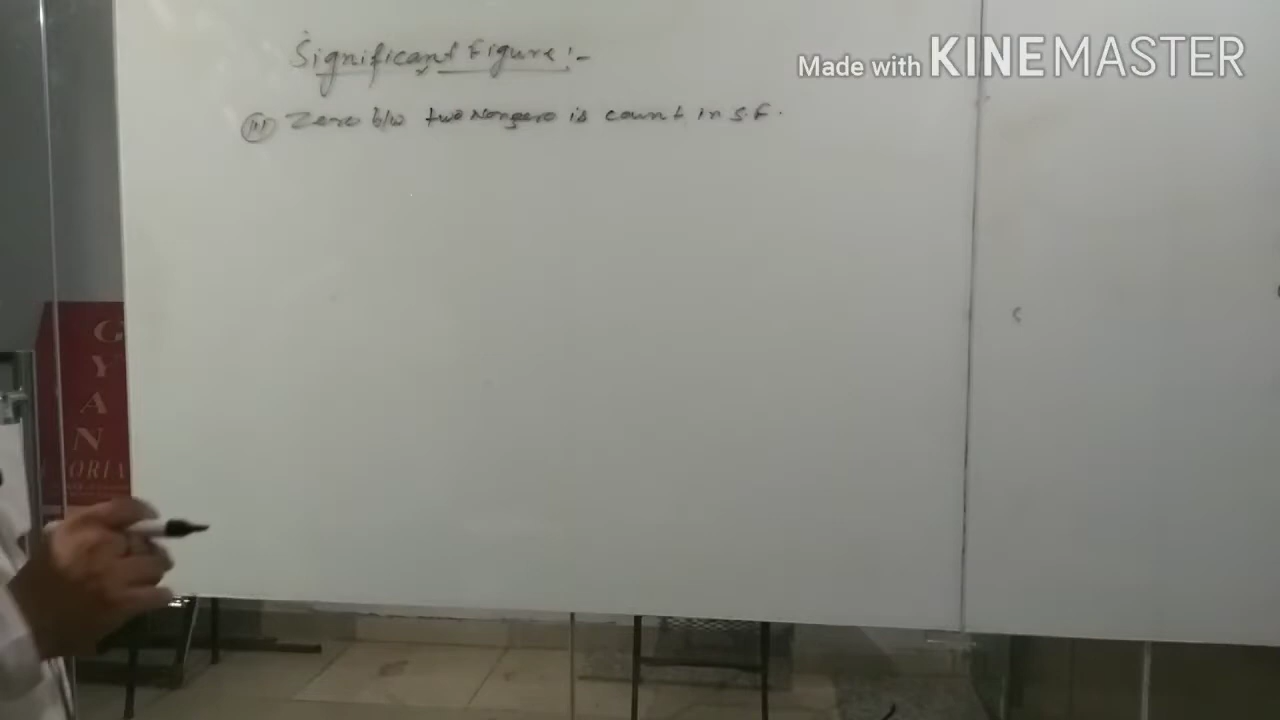 Significant Figure :-
Made with KINEMASTER
(iii) Zero b/w two Nonzero is count in S.F.
G
Y
A
N